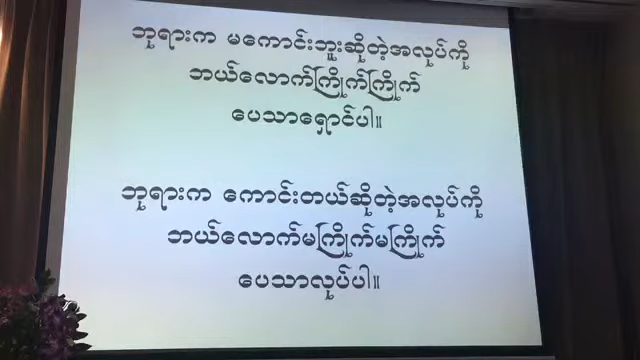 ဘုရားက မကောင်းဘူးဆိုတဲ့အလုပ်ကို
ဘယ်လောက်ကြိုက်ကြိုက်
ပေသာရှောင်ပါ။
ဘုရားက ကောင်းတယ်ဆိုတဲ့အလုပ်ကို
ဘယ်လောက်မကြိုက်မကြိုက်
ပေသာလုပ်ပါ။